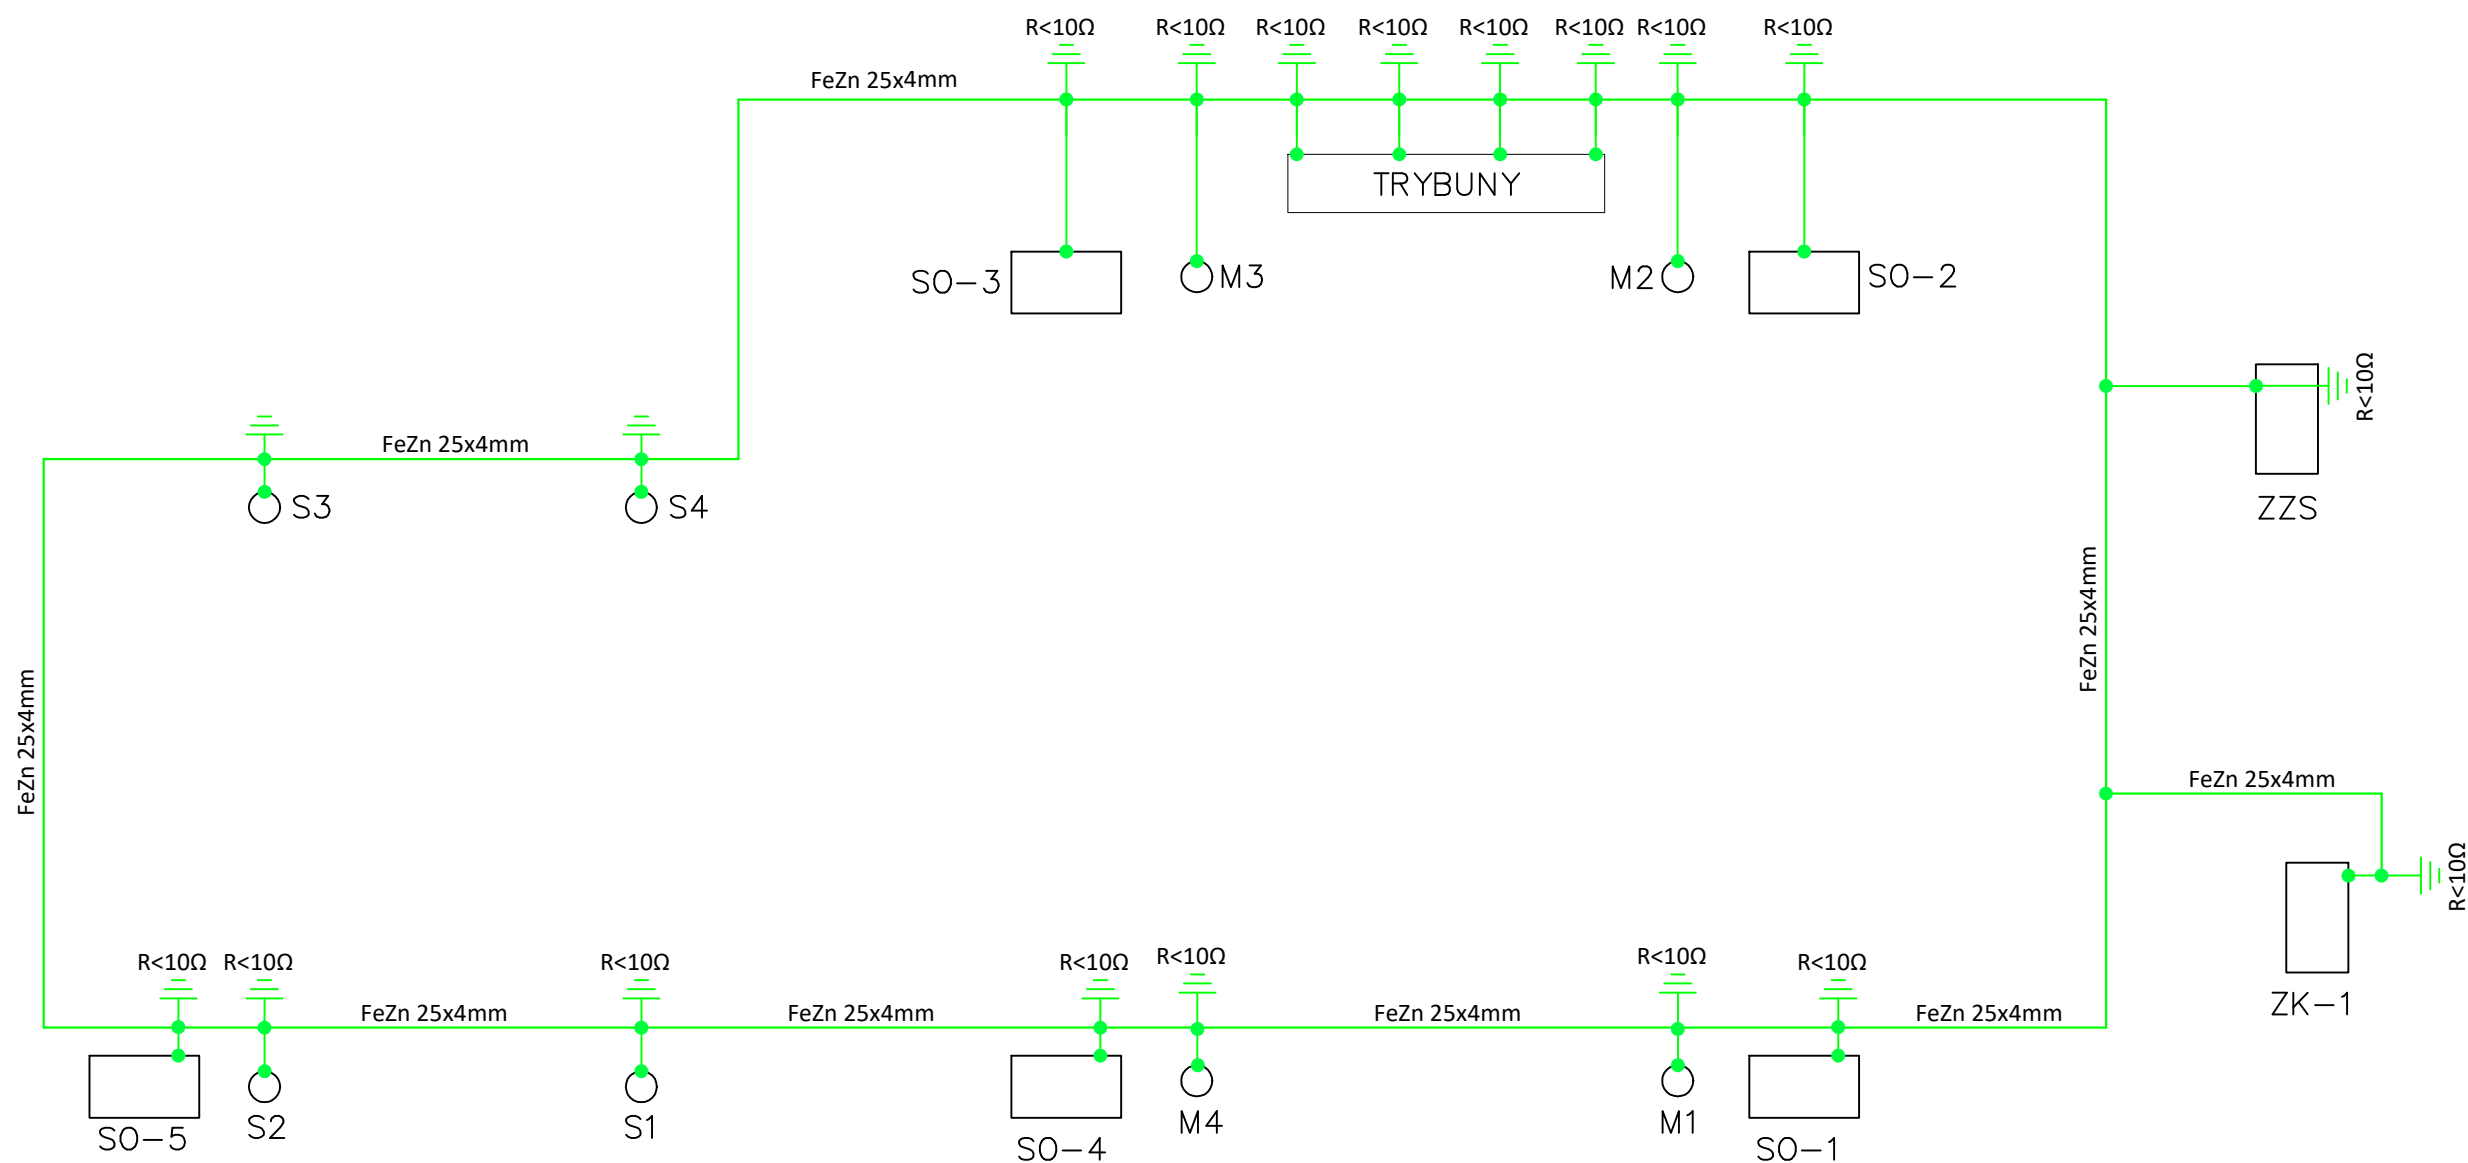 R<10Ω R<10Ω R<10Ω R<10Ω R<10Ω R<10Ω R<10Ω R<10Ω
FeZn 25x4mm
TRYBUNY
SO-3
M3
M2
SO-2
R<10Ω
FeZn 25x4mm
S3
S4
ZZS
FeZn 25x4mm
FeZn 25x4mm
FeZn 25x4mm
R<10Ω
R<10Ω R<10Ω
R<10Ω
R<10Ω
R<10Ω
R<10Ω
R<10Ω
ZK-1
FeZn 25x4mm
FeZn 25x4mm
FeZn 25x4mm
FeZn 25x4mm
SO-5
S2
S1
SO-4
M4
M1
SO-1